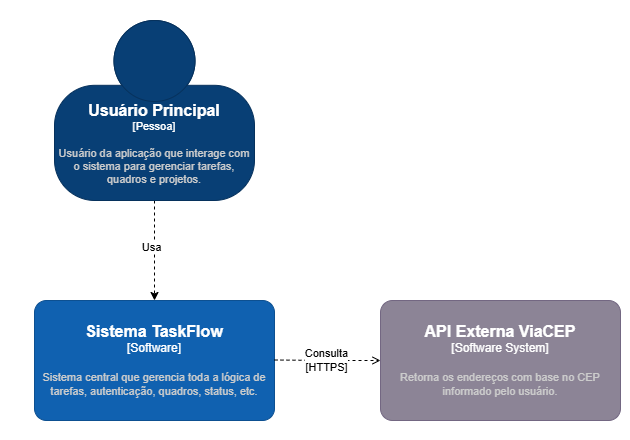 Usuário Principal
[Pessoa]
Usuário da aplicação que interage com
o sistema para gerenciar tarefas,
quadros e projetos.
Usa
Sistema TaskFlow
[Software]
Sistema central que gerencia toda a lógica de
tarefas, autenticação, quadros, status, etc.
Consulta
[HTTPS]
API Externa ViaCEP
[Software System]
Retorna os endereços com base no CEP
informado pelo usuário.